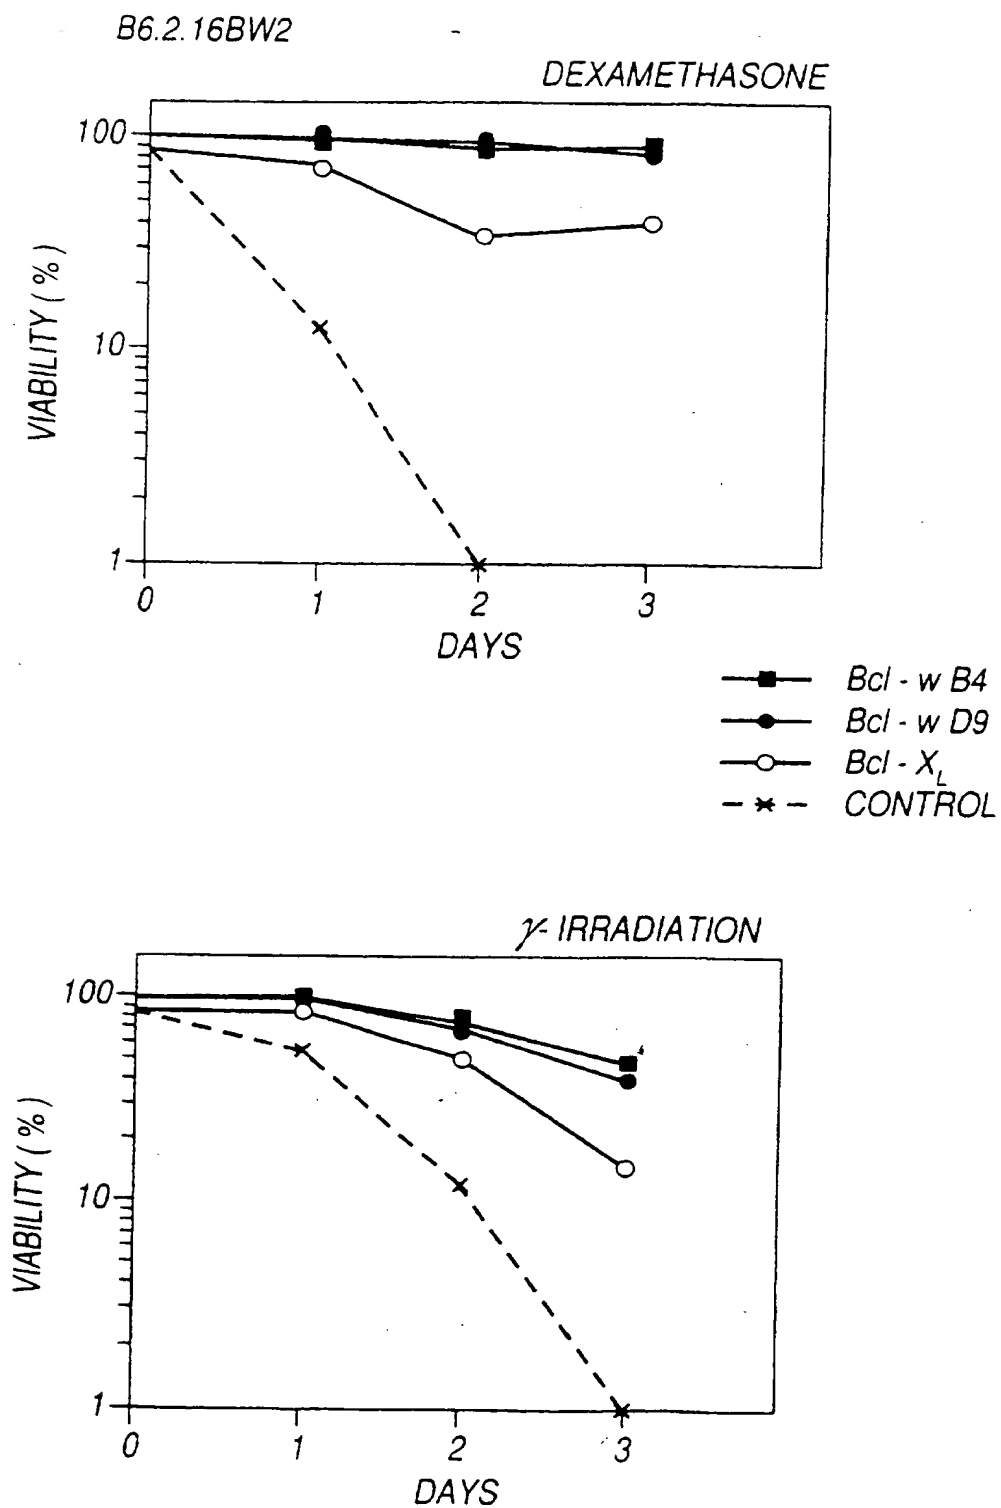 B6.2.16BW2
DEXAMETHASONE
100
10
1
VIABILITY (%)
0 1 2 3
DAYS
Bcl - w B4
Bcl - w D9
Bcl - XL
CONTROL
γ- IRRADIATION
100
10
1
VIABILITY (%)
0 1 2 3
DAYS